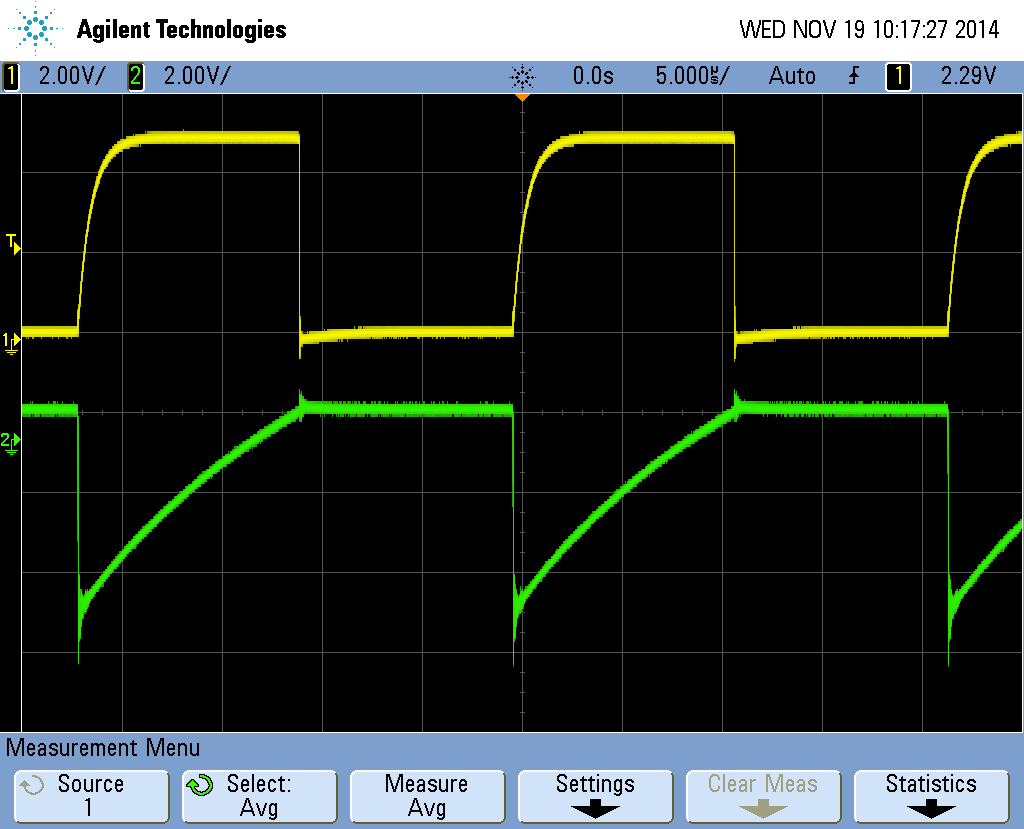 Agilent Technologies
WED NOV 19 10:17:27 2014
1 2.00V/ 2 2.00V/ 0.0s 5.000µs/ Auto 1 2.29V
T
1
2
Measurement Menu
Source
1
Select:
Avg
Measure
Avg
Settings
Clear Meas
Statistics